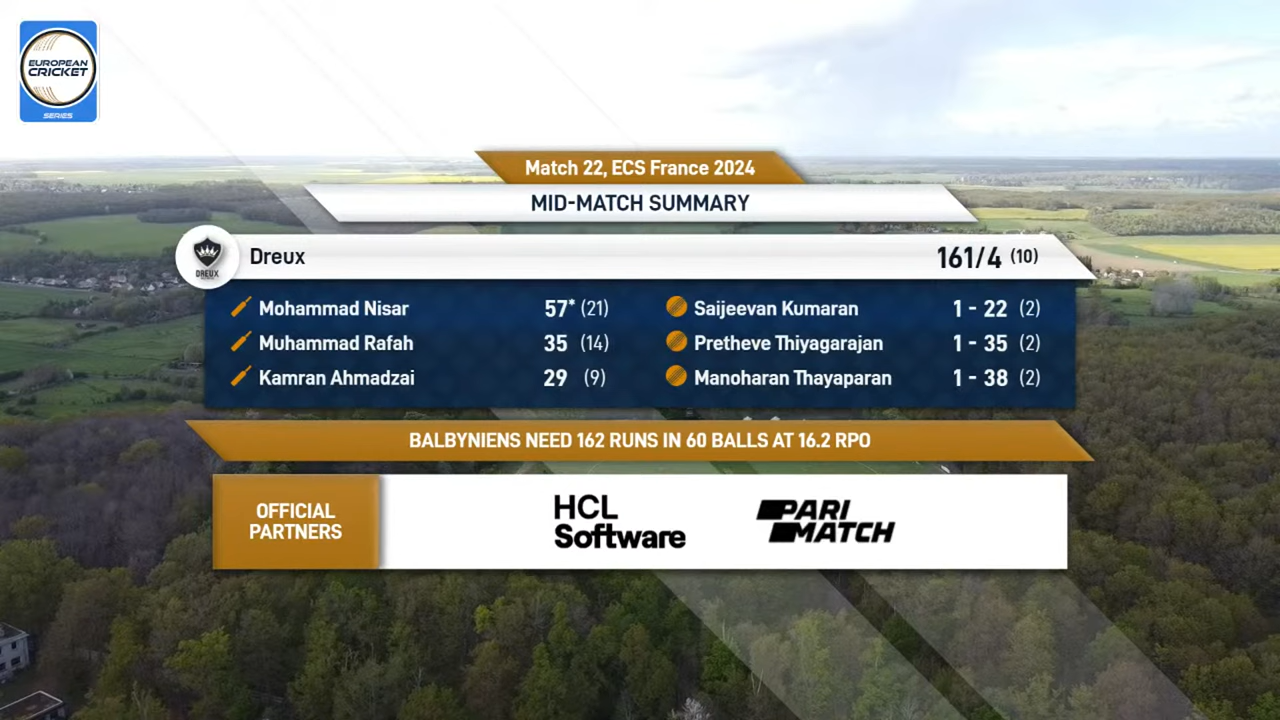 EUROPEAN
CRICKET
SERIES
Match 22, ECS France 2024
MID-MATCH SUMMARY
DREUX
Dreux 161/4 (10)
Mohammad Nisar 57* (21) Saijeevan Kumaran 1 - 22 (2)
Muhammad Rafah 35 (14) Pretheve Thiyagarajan 1 - 35 (2)
Kamran Ahmadzai 29 (9) Manoharan Thayaparan 1 - 38 (2)
BALBYNIENS NEED 162 RUNS IN 60 BALLS AT 16.2 RPO
OFFICIAL
PARTNERS
HCL
Software
PARI
MATCH